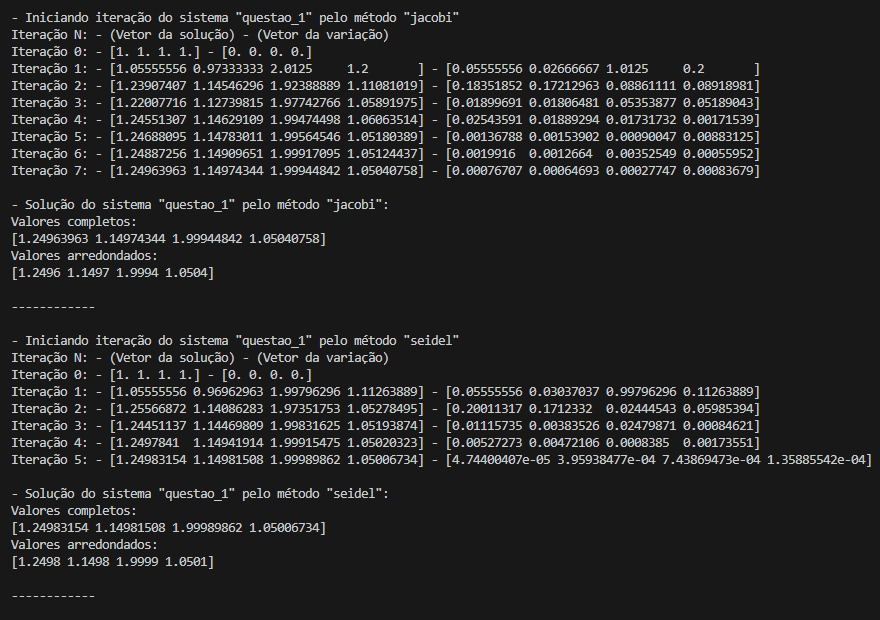 - Iniciando iteração do sistema "questao_1" pelo método "jacobi"
Iteração N: - (Vetor da solução) - (Vetor da variação)
Iteração 0: - [1. 1. 1. 1.] - [0. 0. 0. 0.]
Iteração 1: - [1.05555556 0.97333333 2.0125     1.2       ] - [0.05555556 0.02666667 1.0125     0.2       ]
Iteração 2: - [1.23907407 1.14546296 1.92388889 1.11081019] - [0.18351852 0.17212963 0.08861111 0.08918981]
Iteração 3: - [1.22007716 1.12739815 1.97742766 1.05891975] - [0.01899691 0.01806481 0.05353877 0.05189043]
Iteração 4: - [1.24551307 1.14629109 1.99474498 1.06063514] - [0.02543591 0.01889294 0.01731732 0.00171539]
Iteração 5: - [1.24688095 1.14783011 1.99564546 1.05180389] - [0.00136788 0.00153902 0.00090047 0.00883125]
Iteração 6: - [1.24887256 1.14909651 1.99917095 1.05124437] - [0.0019916  0.0012664  0.00352549 0.00055952]
Iteração 7: - [1.24963963 1.14974344 1.99944842 1.05040758] - [0.00076707 0.00064693 0.00027747 0.00083679]
- Solução do sistema "questao_1" pelo método "jacobi":
Valores completos:
[1.24963963 1.14974344 1.99944842 1.05040758]
Valores arredondados:
[1.2496 1.1497 1.9994 1.0504]
------------
- Iniciando iteração do sistema "questao_1" pelo método "seidel"
Iteração N: - (Vetor da solução) - (Vetor da variação)
Iteração 0: - [1. 1. 1. 1.] - [0. 0. 0. 0.]
Iteração 1: - [1.05555556 0.96962963 1.99796296 1.11263889] - [0.05555556 0.03037037 0.99796296 0.11263889]
Iteração 2: - [1.25566872 1.14086283 1.97351753 1.05278495] - [0.20011317 0.1712332  0.02444543 0.05985394]
Iteração 3: - [1.24451137 1.14469809 1.99831625 1.05193874] - [0.01115735 0.00383526 0.02479871 0.00084621]
Iteração 4: - [1.2497841  1.14941914 1.99915475 1.05020323] - [0.00527273 0.00472106 0.0008385  0.00173551]
Iteração 5: - [1.24983154 1.14981508 1.99989862 1.05006734] - [4.74400407e-05 3.95938477e-04 7.43869473e-04 1.35885542e-04]
- Solução do sistema "questao_1" pelo método "seidel":
Valores completos:
[1.24983154 1.14981508 1.99989862 1.05006734]
Valores arredondados:
[1.2498 1.1498 1.9999 1.0501]
------------